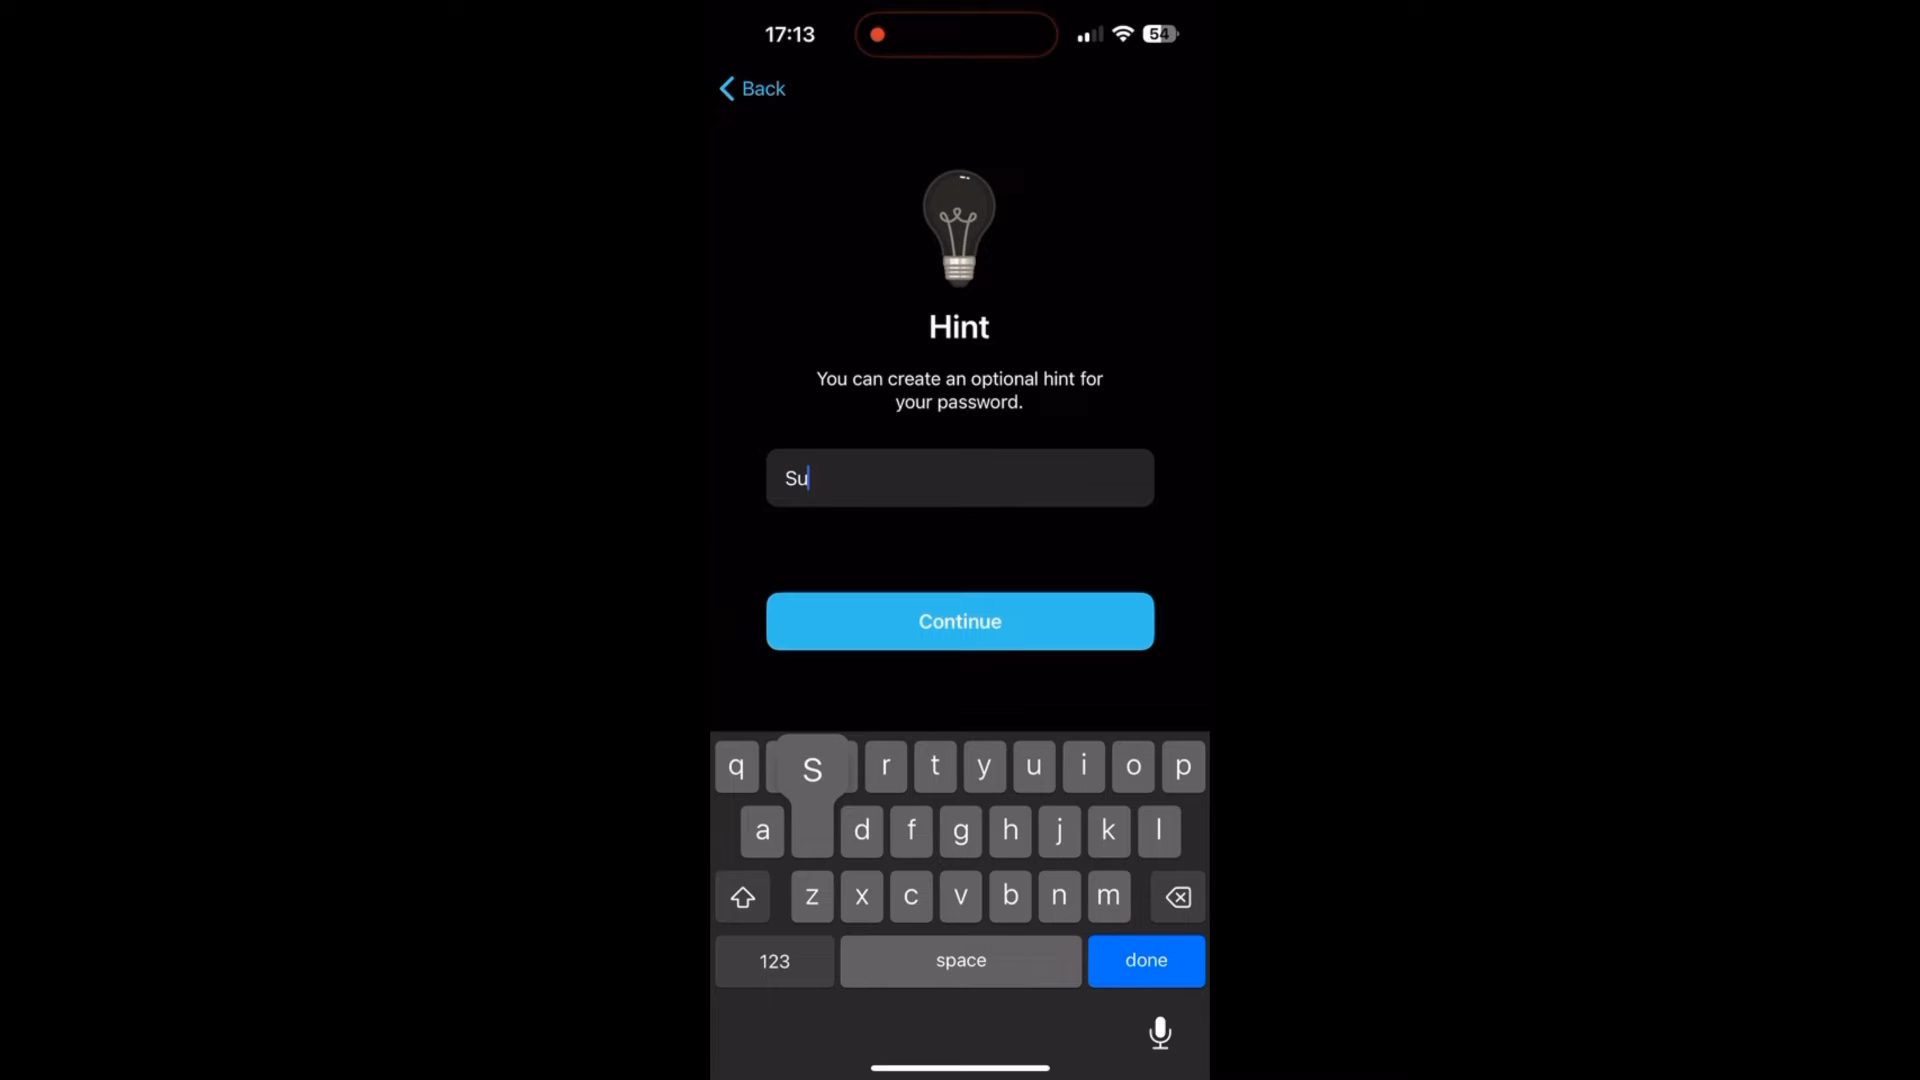 17:13
54
Back
Hint
You can create an optional hint for
your password.
Su
Continue
q S r t y u i o p
a d f g h j k l
z x c v b n m
123 space done